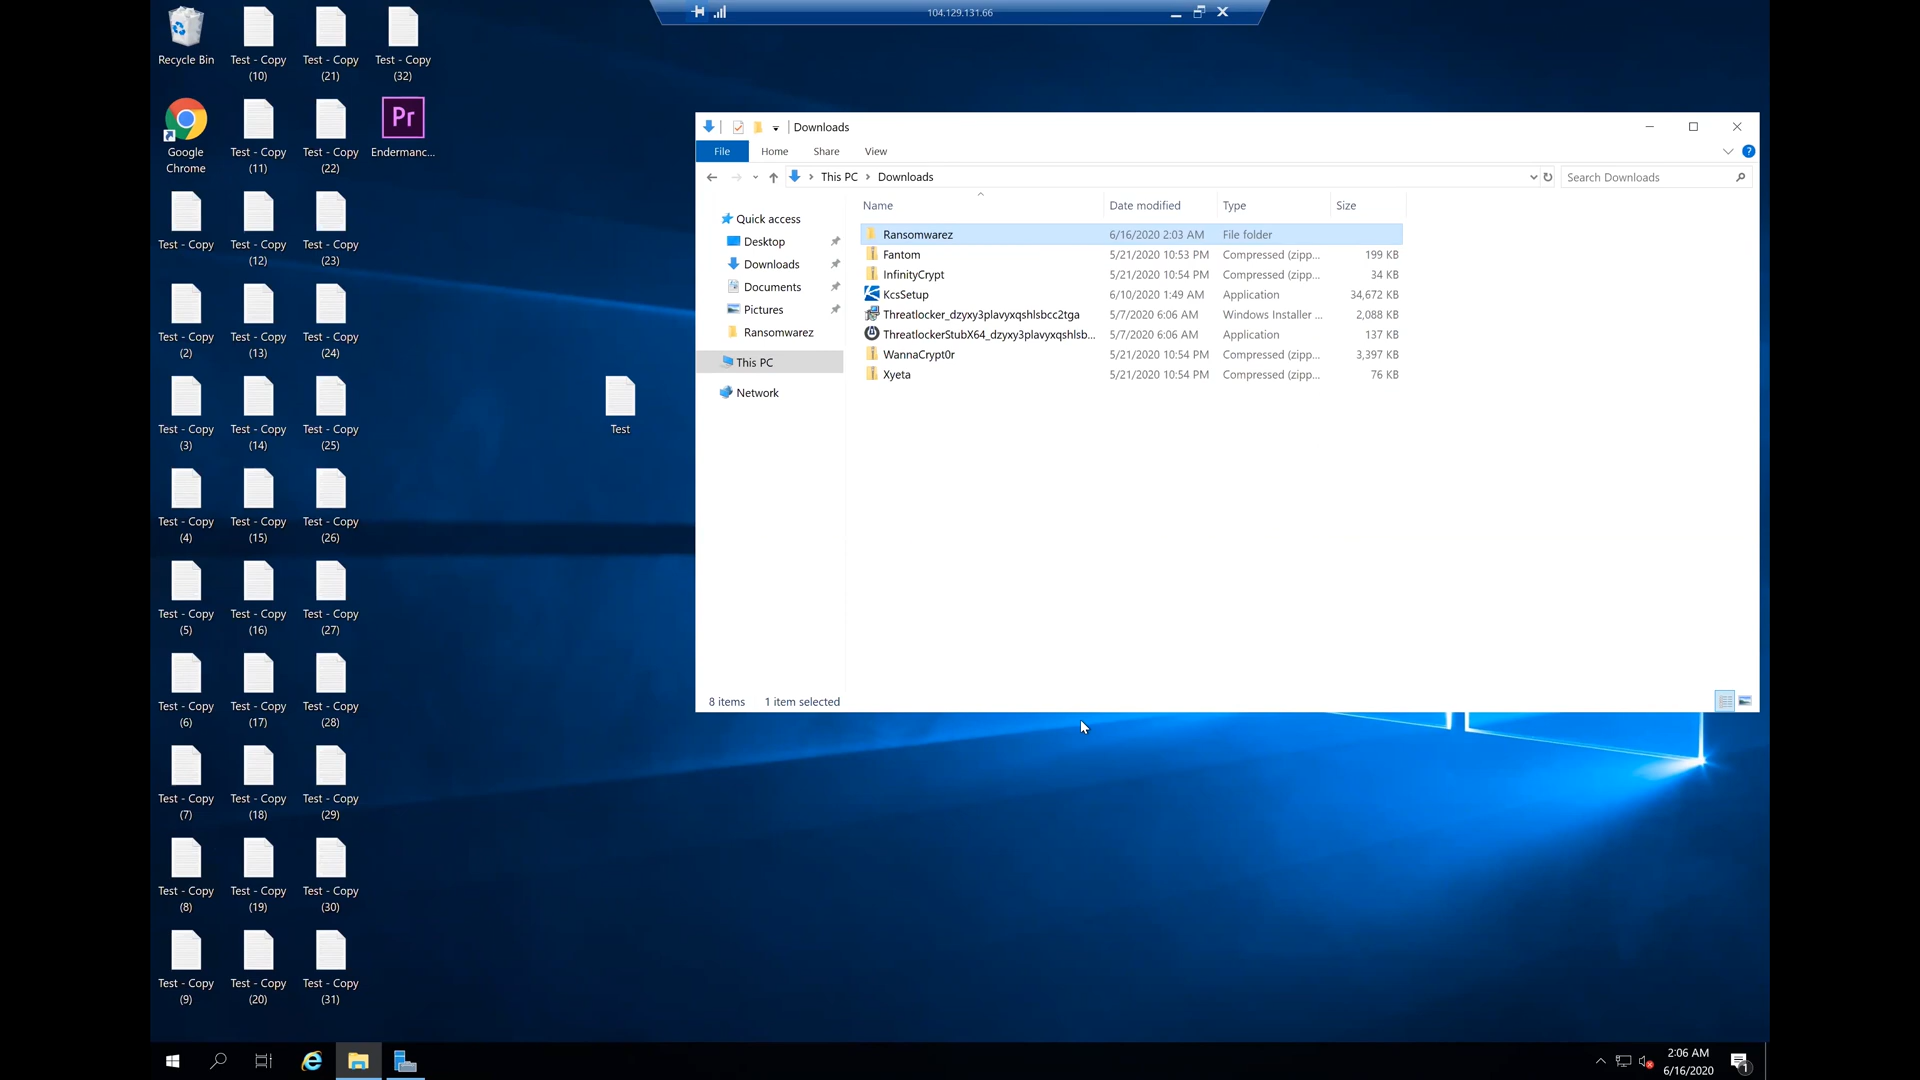 104.129.131.66
Recycle Bin
Test - Copy
(10)
Test - Copy
(21)
Test - Copy
(32)
Google
Chrome
Test - Copy
(11)
Test - Copy
(22)
Pr
Endermanc...
Test - Copy
Test - Copy
(12)
Test - Copy
(23)
Test - Copy
(2)
Test - Copy
(13)
Test - Copy
(24)
Test - Copy
(3)
Test - Copy
(14)
Test - Copy
(25)
Test
Test - Copy
(4)
Test - Copy
(15)
Test - Copy
(26)
Test - Copy
(5)
Test - Copy
(16)
Test - Copy
(27)
Test - Copy
(6)
Test - Copy
(17)
Test - Copy
(28)
Test - Copy
(7)
Test - Copy
(18)
Test - Copy
(29)
Test - Copy
(8)
Test - Copy
(19)
Test - Copy
(30)
Test - Copy
(9)
Test - Copy
(20)
Test - Copy
(31)
Downloads
File Home Share View
This PC > Downloads
Search Downloads
Quick access
Desktop
Downloads
Documents
Pictures
Ransomwarez
This PC
Network
Name Date modified Type Size
Ransomwarez 6/16/2020 2:03 AM File folder
Fantom 5/21/2020 10:53 PM Compressed (zipp... 199 KB
InfinityCrypt 5/21/2020 10:54 PM Compressed (zipp... 34 KB
KcsSetup 6/10/2020 1:49 AM Application 34,672 KB
Threatlocker_dzyxy3plavyxqshlsbcc2tga 5/7/2020 6:06 AM Windows Installer ... 2,088 KB
ThreatlockerStubX64_dzyxy3plavyxqshlsb... 5/7/2020 6:06 AM Application 137 KB
WannaCrypt0r 5/21/2020 10:54 PM Compressed (zipp... 3,397 KB
Xyeta 5/21/2020 10:54 PM Compressed (zipp... 76 KB
8 items 1 item selected
2:06 AM
6/16/2020
1